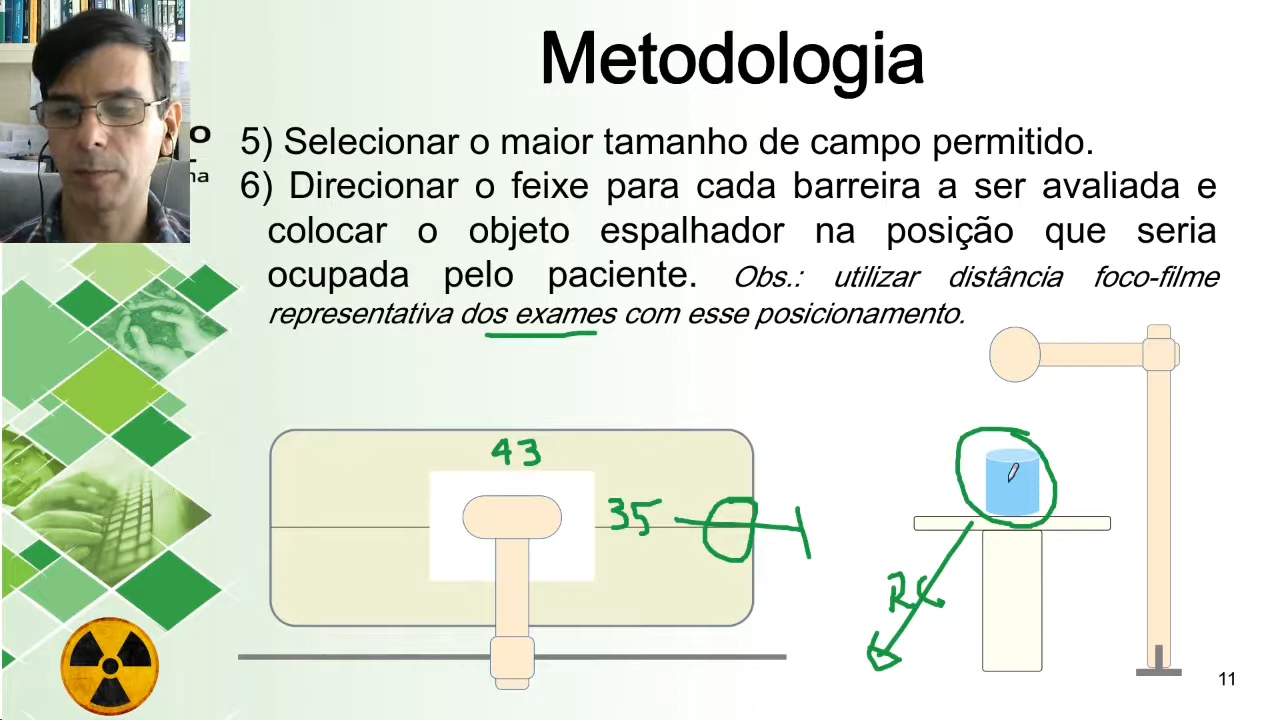 Metodologia
o
na
5) Selecionar o maior tamanho de campo permitido.
6) Direcionar o feixe para cada barreira a ser avaliada e
colocar o objeto espalhador na posição que seria
ocupada pelo paciente. Obs.: utilizar distância foco-filme
representativa dos exames com esse posicionamento.
43
35
11